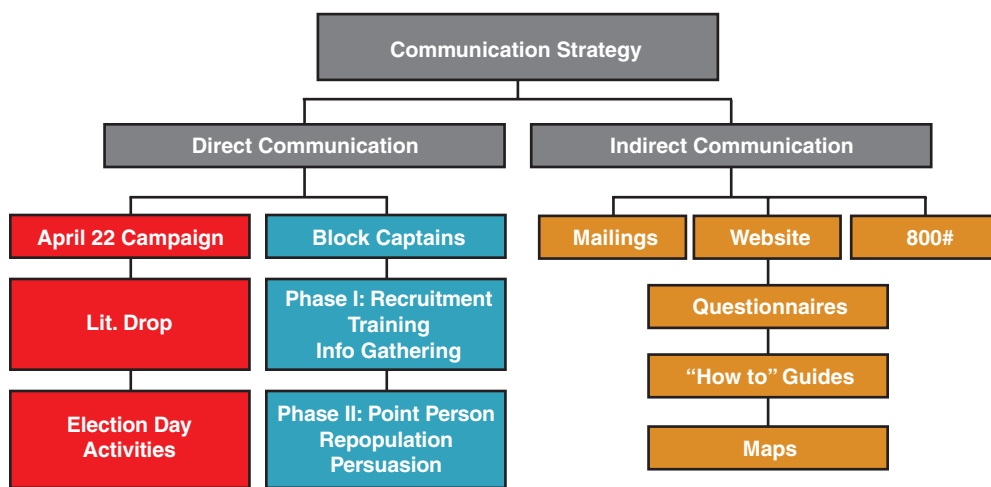 Communication Strategy
Direct Communication
Indirect Communication
April 22 Campaign
Block Captains
Mailings
Website
800#
Lit. Drop
Phase I: Recruitment
Training
Info Gathering
Questionnaires
“How to” Guides
Election Day
Activities
Phase II: Point Person
Repopulation
Persuasion
Maps